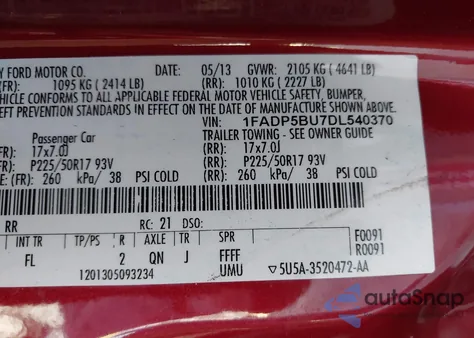 Y FORD MOTOR CO. DATE: 05/13 GVWR: 2105 KG (4641 LB)
(FR): 1095 KG (2414 LB) (RR): 1010 KG (2227 LB)
VEHICLE CONFORMS TO ALL APPLICABLE FEDERAL MOTOR VEHICLE SAFETY, BUMPER,
THEFT PREVENTION STANDARDS IN EFFECT ON THE DATE OF MANUFACTURE
VIN: 1FADP5BU7DL540370
Passenger Car TRAILER TOWING - SEE OWNER GUIDE
(FR): 17x7.0J (RR): 17x7.0J
(FR): P225/50R17 93V (RR): P225/50R17 93V
(FR): 260 kPa/ 38 PSI COLD (RR): 260 kPa/ 38 PSI COLD
RR RC: 21 DSO: F0091
INT TR TP/PS R AXLE TR SPR R0091
FL 2 QN J FFFF
1201305093234 UMU 5U5A-3520472-AA
autoSnap